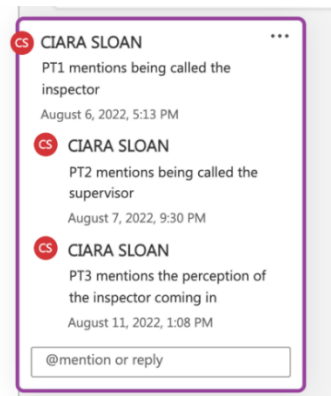 CS CIARA SLOAN ...
PT1 mentions being called the
inspector
August 6, 2022, 5:13 PM
CS CIARA SLOAN
PT2 mentions being called the
supervisor
August 7, 2022, 9:30 PM
CS CIARA SLOAN
PT3 mentions the perception of
the inspector coming in
August 11, 2022, 1:08 PM
@mention or reply